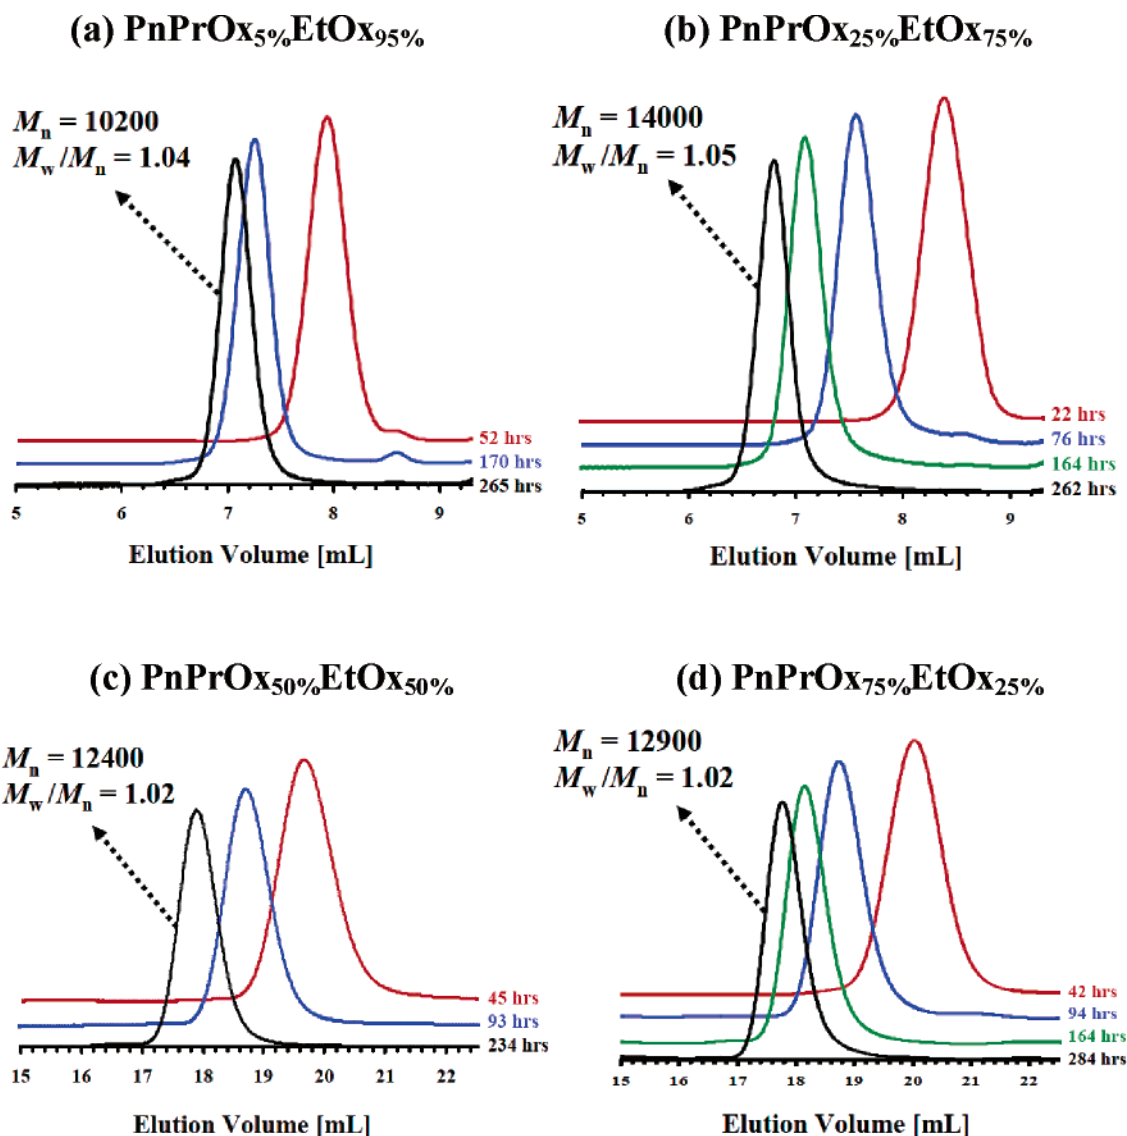 (a) PnPrOx5%EtOx95%
Mn = 10200
Mw/Mn = 1.04
52 hrs
170 hrs
265 hrs
5 6 7 8 9
Elution Volume [mL]
(b) PnPrOx25%EtOx75%
Mn = 14000
Mw/Mn = 1.05
22 hrs
76 hrs
164 hrs
262 hrs
5 6 7 8 9
Elution Volume [mL]
(c) PnPrOx50%EtOx50%
Mn = 12400
Mw/Mn = 1.02
45 hrs
93 hrs
234 hrs
15 16 17 18 19 20 21 22
Elution Volume [mL]
(d) PnPrOx75%EtOx25%
Mn = 12900
Mw/Mn = 1.02
42 hrs
94 hrs
164 hrs
284 hrs
15 16 17 18 19 20 21 22
Elution Volume [mL]